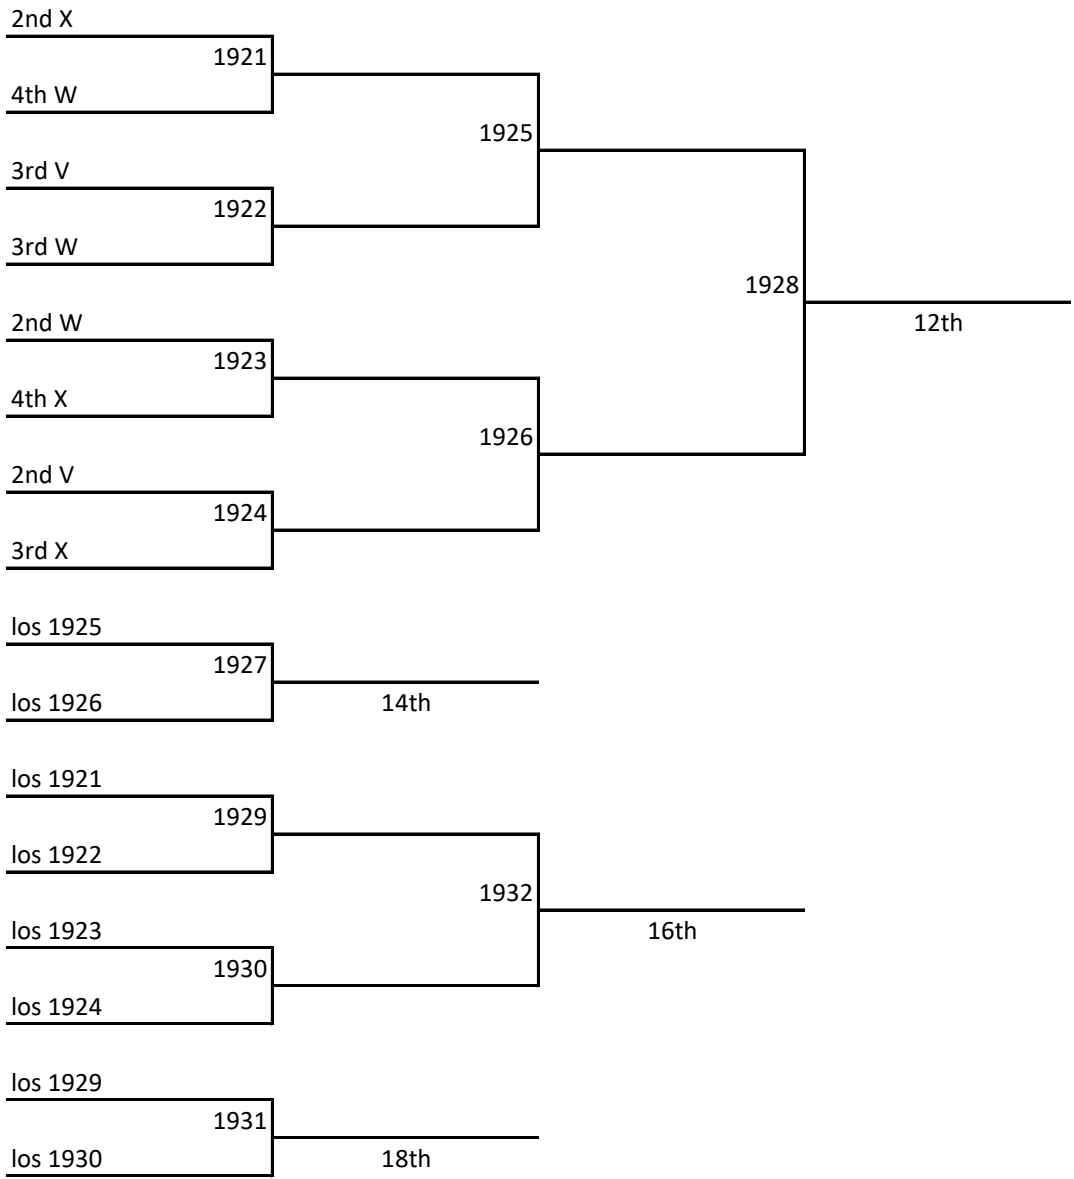 2nd X
1921
4th W
1925
3rd V
1922
3rd W
1928
12th
2nd W
1923
4th X
1926
2nd V
1924
3rd X
los 1925
1927
los 1926
14th
los 1921
1929
los 1922
1932
16th
los 1923
1930
los 1924
los 1929
1931
los 1930
18th